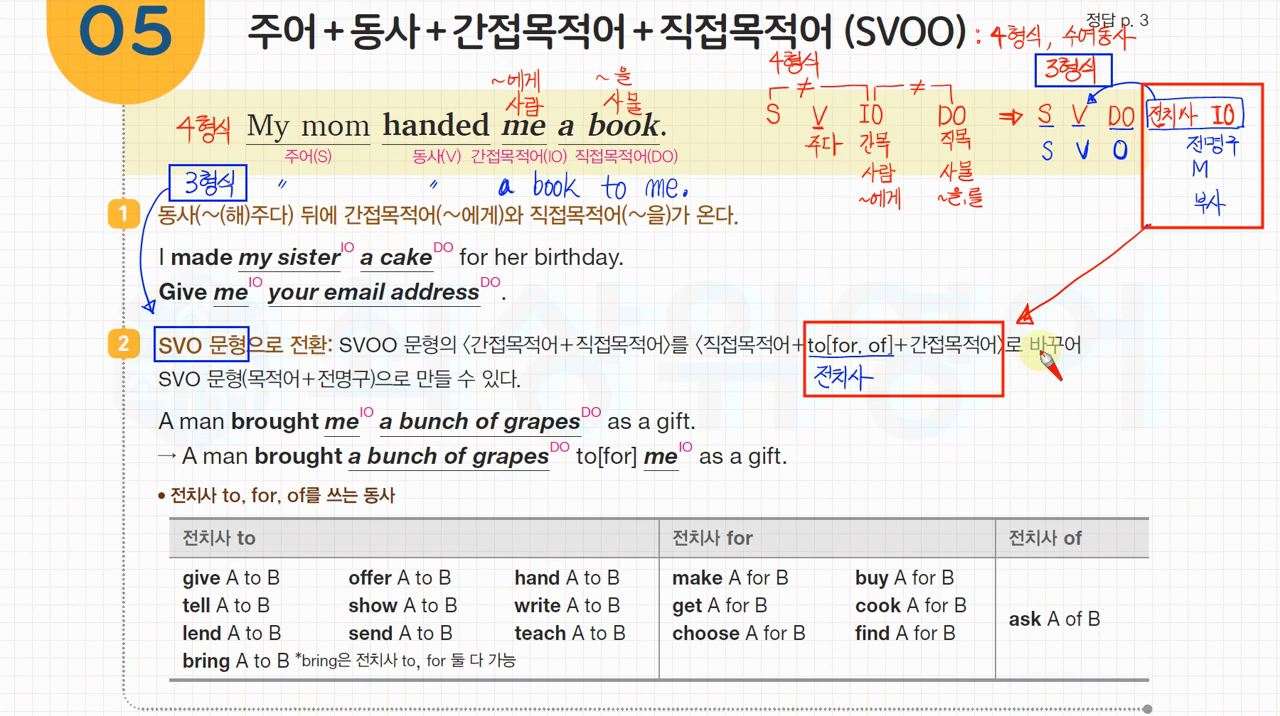 05 주어+동사+간접목적어+직접목적어 (SVOO) : 4형식, 수여동사
정답 p. 3
~에게 ~을 4형식 3형식
사람 사물 ≠ ≠
S V IO DO ⇒ S V DO 전치사 IO
4형식 My mom handed me a book.
주다 간목 직목 S V O 전명구
주어(S) 동사(V) 간접목적어(IO) 직접목적어(DO)
사람 사물 M
3형식 〃 〃 a book to me.
~에게 ~을,를 부사
1 동사(~(해)주다) 뒤에 간접목적어(~에게)와 직접목적어(~을)가 온다.
I made my sister IO a cake DO for her birthday.
Give me IO your email address DO.
2 SVO 문형으로 전환: SVOO 문형의 〈간접목적어+직접목적어〉를 〈직접목적어+to[for, of]+간접목적어〉로 바꾸어
SVO 문형(목적어+전명구)으로 만들 수 있다.
전치사
A man brought me IO a bunch of grapes DO as a gift.
→ A man brought a bunch of grapes DO to[for] me IO as a gift.
• 전치사 to, for, of를 쓰는 동사
전치사 to 전치사 for 전치사 of
give A to B offer A to B hand A to B make A for B buy A for B
tell A to B show A to B write A to B get A for B cook A for B
ask A of B
lend A to B send A to B teach A to B choose A for B find A for B
bring A to B *bring은 전치사 to, for 둘 다 가능